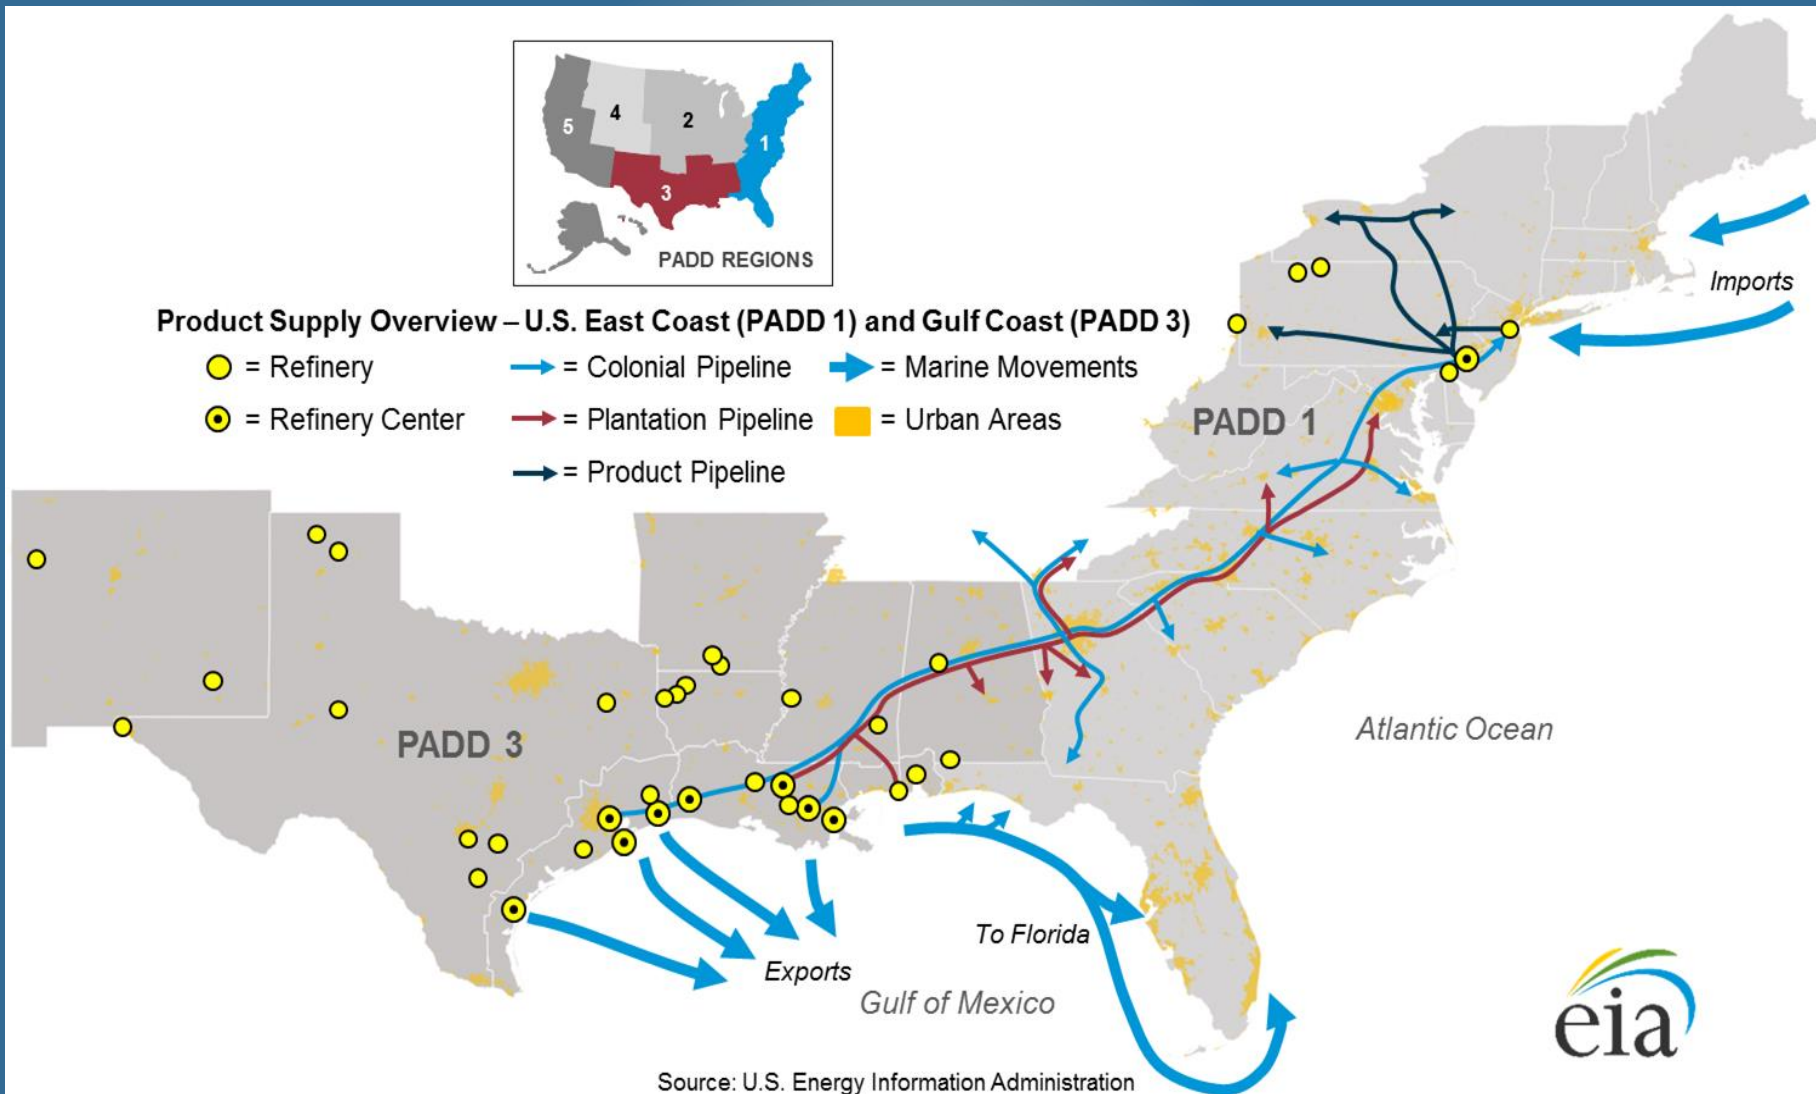 5
4
2
1
3
PADD REGIONS
Product Supply Overview – U.S. East Coast (PADD 1) and Gulf Coast (PADD 3)
= Refinery
= Colonial Pipeline
= Marine Movements
= Refinery Center
= Plantation Pipeline
= Urban Areas
= Product Pipeline
Imports
PADD 1
PADD 3
Atlantic Ocean
To Florida
Exports
Gulf of Mexico
eia
Source: U.S. Energy Information Administration